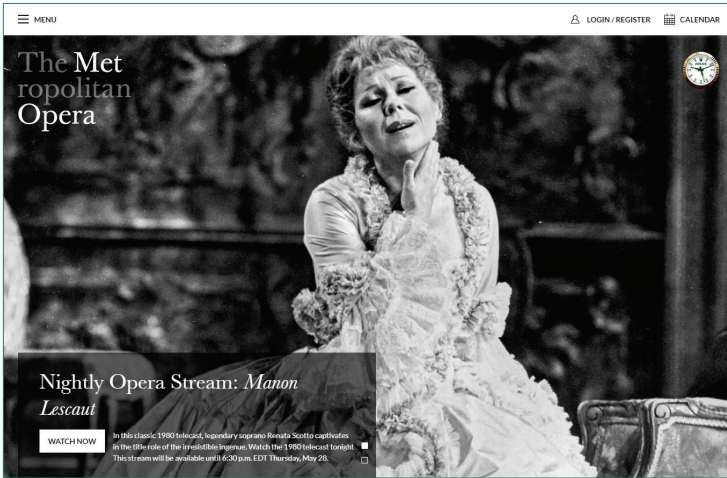 MENU
LOGIN / REGISTER
CALENDAR
The Met
ropolitan
Opera
Nightly Opera Stream: Manon
Lescaut
WATCH NOW
In this classic 1980 telecast, legendary soprano Renata Scotto captivates
in the title role of the irresistible ingenue. Watch the 1980 telecast tonight
This stream will be available until 6:30 p.m. EDT Thursday, May 28.